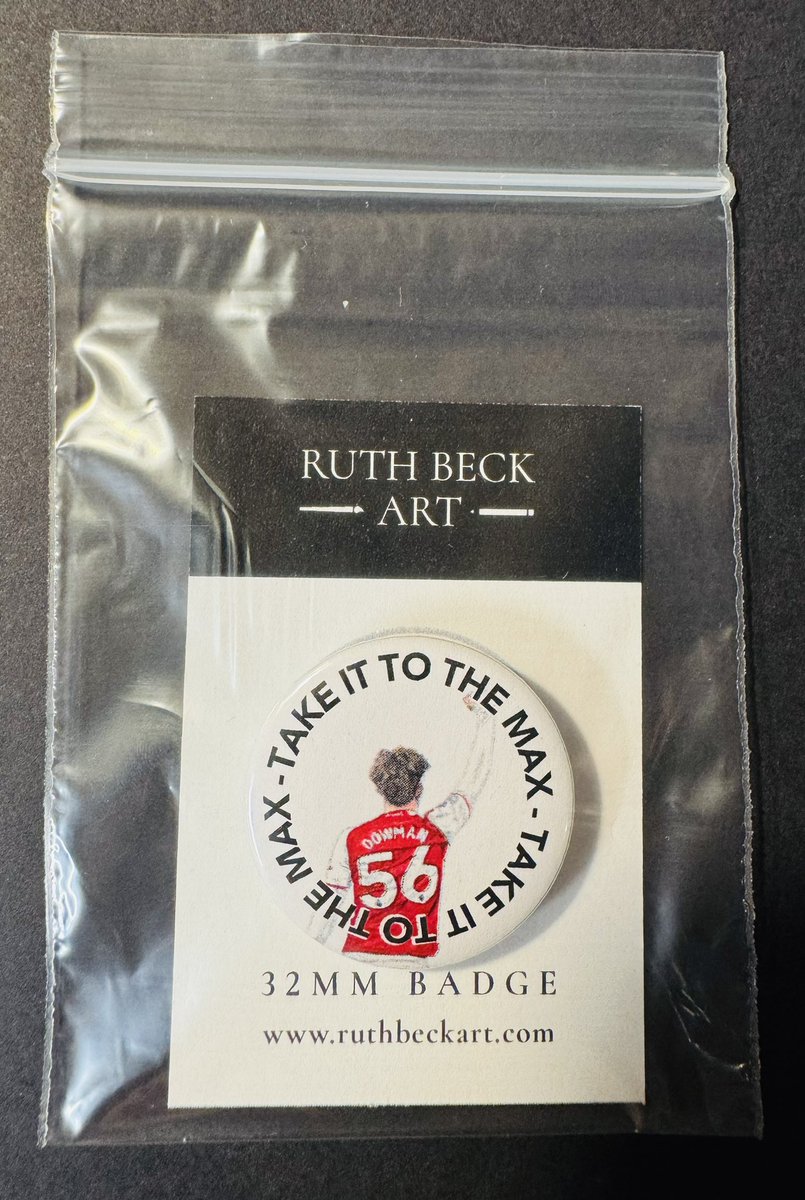 RUTH BECK
ART
TAKE IT TO THE MAX - TAKE IT TO THE MAX -
DOWMAN
56
32MM BADGE
www.ruthbeckart.com